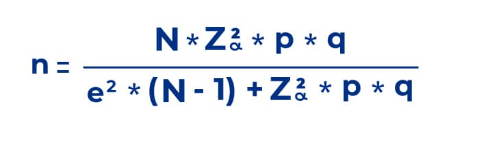 N * Z²α * p * q
n =
e² * (N - 1) + Z²α * p * q